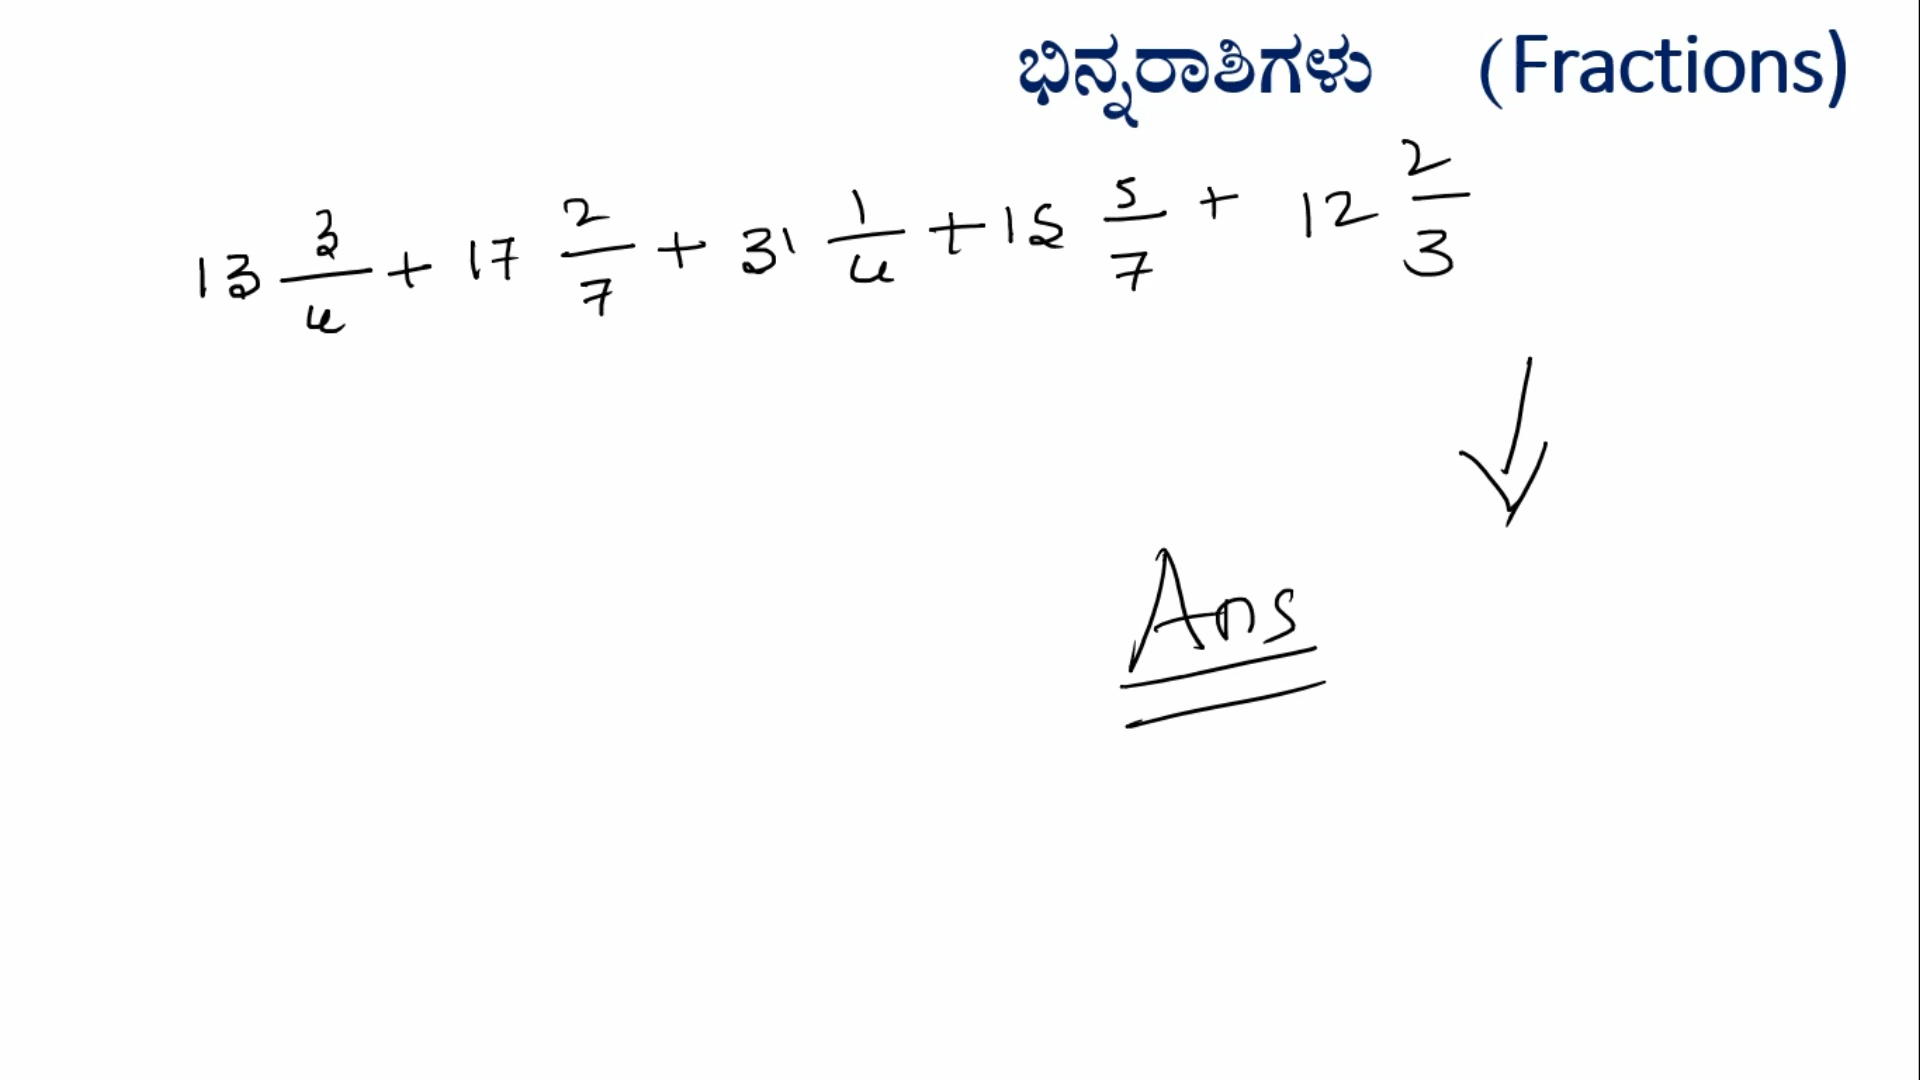 ಭಿನ್ನರಾಶಿಗಳು (Fractions)
13 3/4 + 17 2/7 + 31 1/4 + 15 5/7 + 12 2/3
Ans